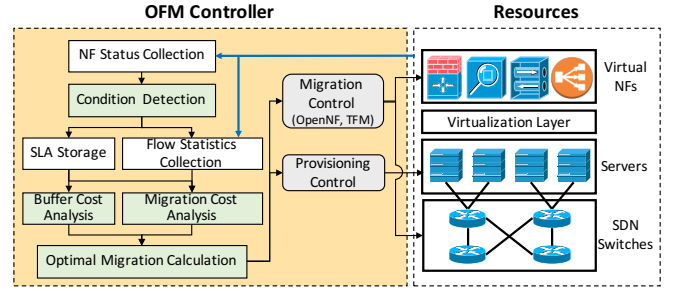 OFM Controller
Resources
NF Status Collection
Condition Detection
SLA Storage
Flow Statistics
Collection
Buffer Cost
Analysis
Migration Cost
Analysis
Optimal Migration Calculation
Migration
Control
(OpenNF, TFM)
Provisioning
Control
Virtual
NFs
Virtualization Layer
Servers
SDN
Switches